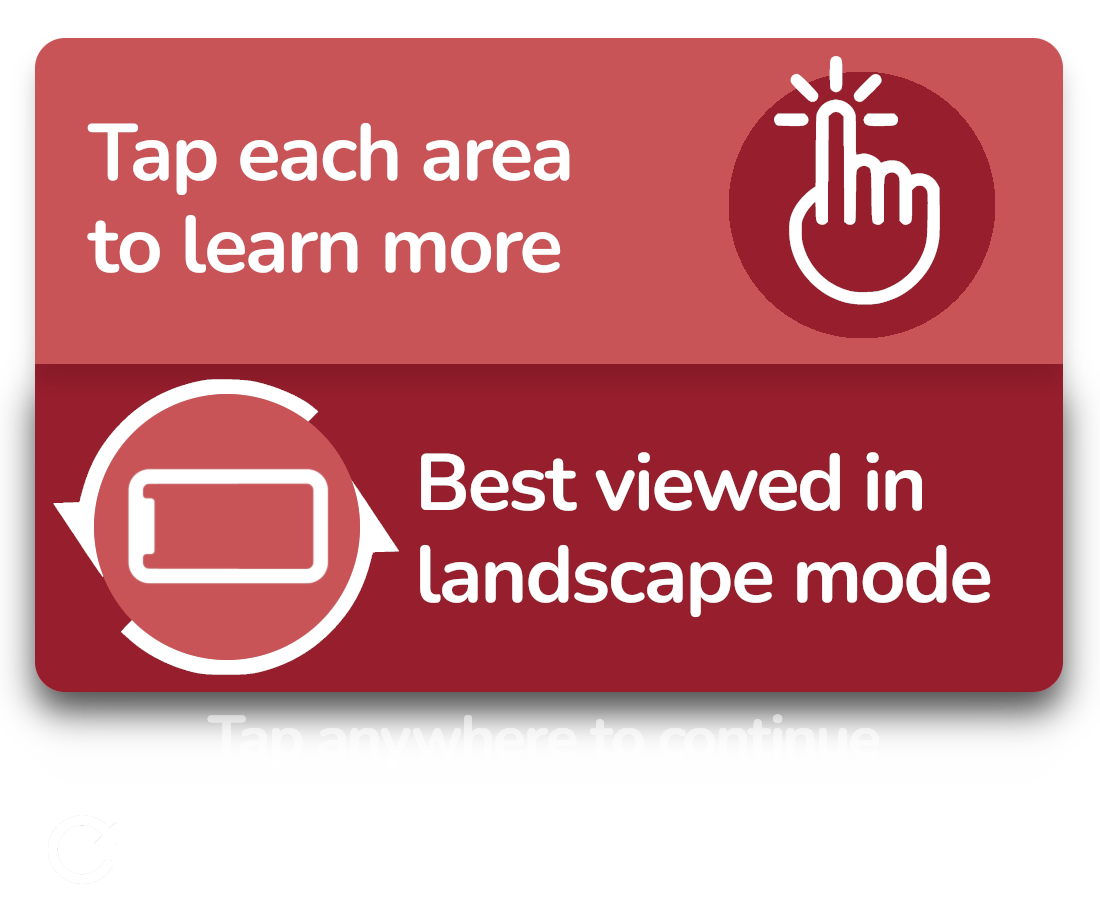 Tap each area
to learn more
Best viewed in
landscape mode
Tap anywhere to continue